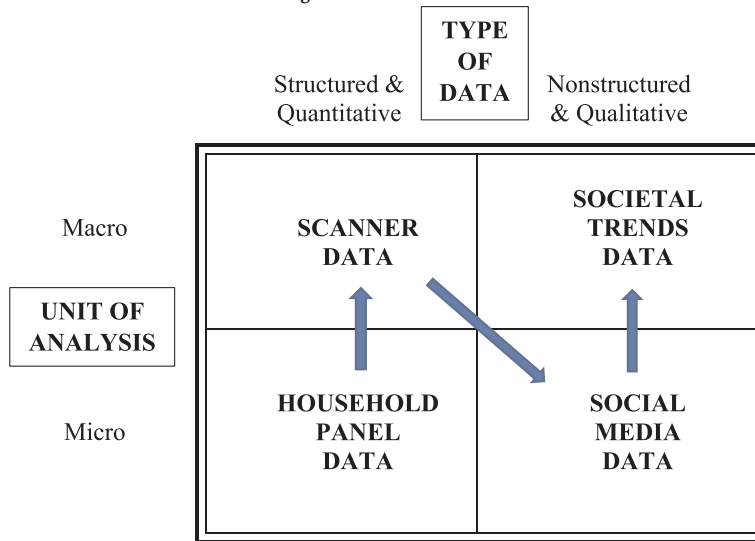 TYPE
OF
DATA
Structured &
Quantitative
Nonstructured
& Qualitative
Macro
SCANNER
DATA
SOCIETAL
TRENDS
DATA
UNIT OF
ANALYSIS
Micro
HOUSEHOLD
PANEL
DATA
SOCIAL
MEDIA
DATA